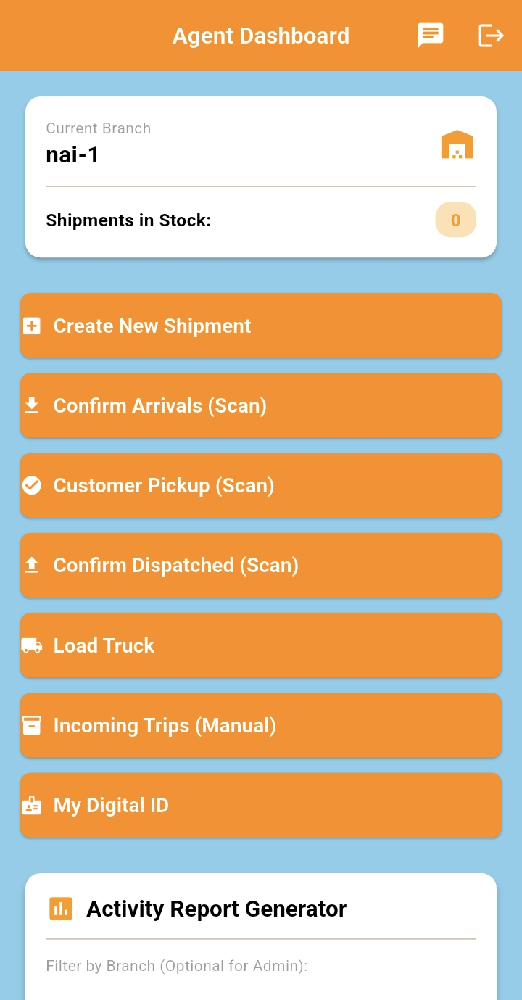 Agent Dashboard
Current Branch
nai-1
Shipments in Stock:
0
Create New Shipment
Confirm Arrivals (Scan)
Customer Pickup (Scan)
Confirm Dispatched (Scan)
Load Truck
Incoming Trips (Manual)
My Digital ID
Activity Report Generator
Filter by Branch (Optional for Admin):